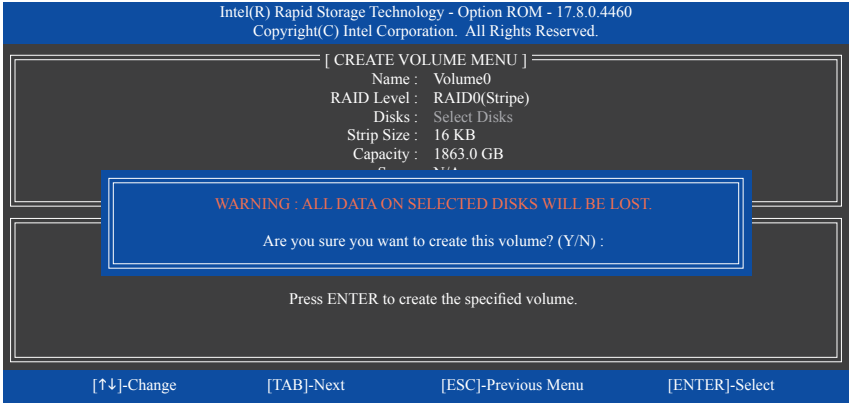 Intel(R) Rapid Storage Technology - Option ROM - 17.8.0.4460
Copyright(C) Intel Corporation. All Rights Reserved.
[ CREATE VOLUME MENU ]
Name : Volume0
RAID Level : RAID0(Stripe)
Disks : Select Disks
Strip Size : 16 KB
Capacity : 1863.0 GB
WARNING : ALL DATA ON SELECTED DISKS WILL BE LOST.
Are you sure you want to create this volume? (Y/N) :
Press ENTER to create the specified volume.
[↑↓]-Change [TAB]-Next [ESC]-Previous Menu [ENTER]-Select